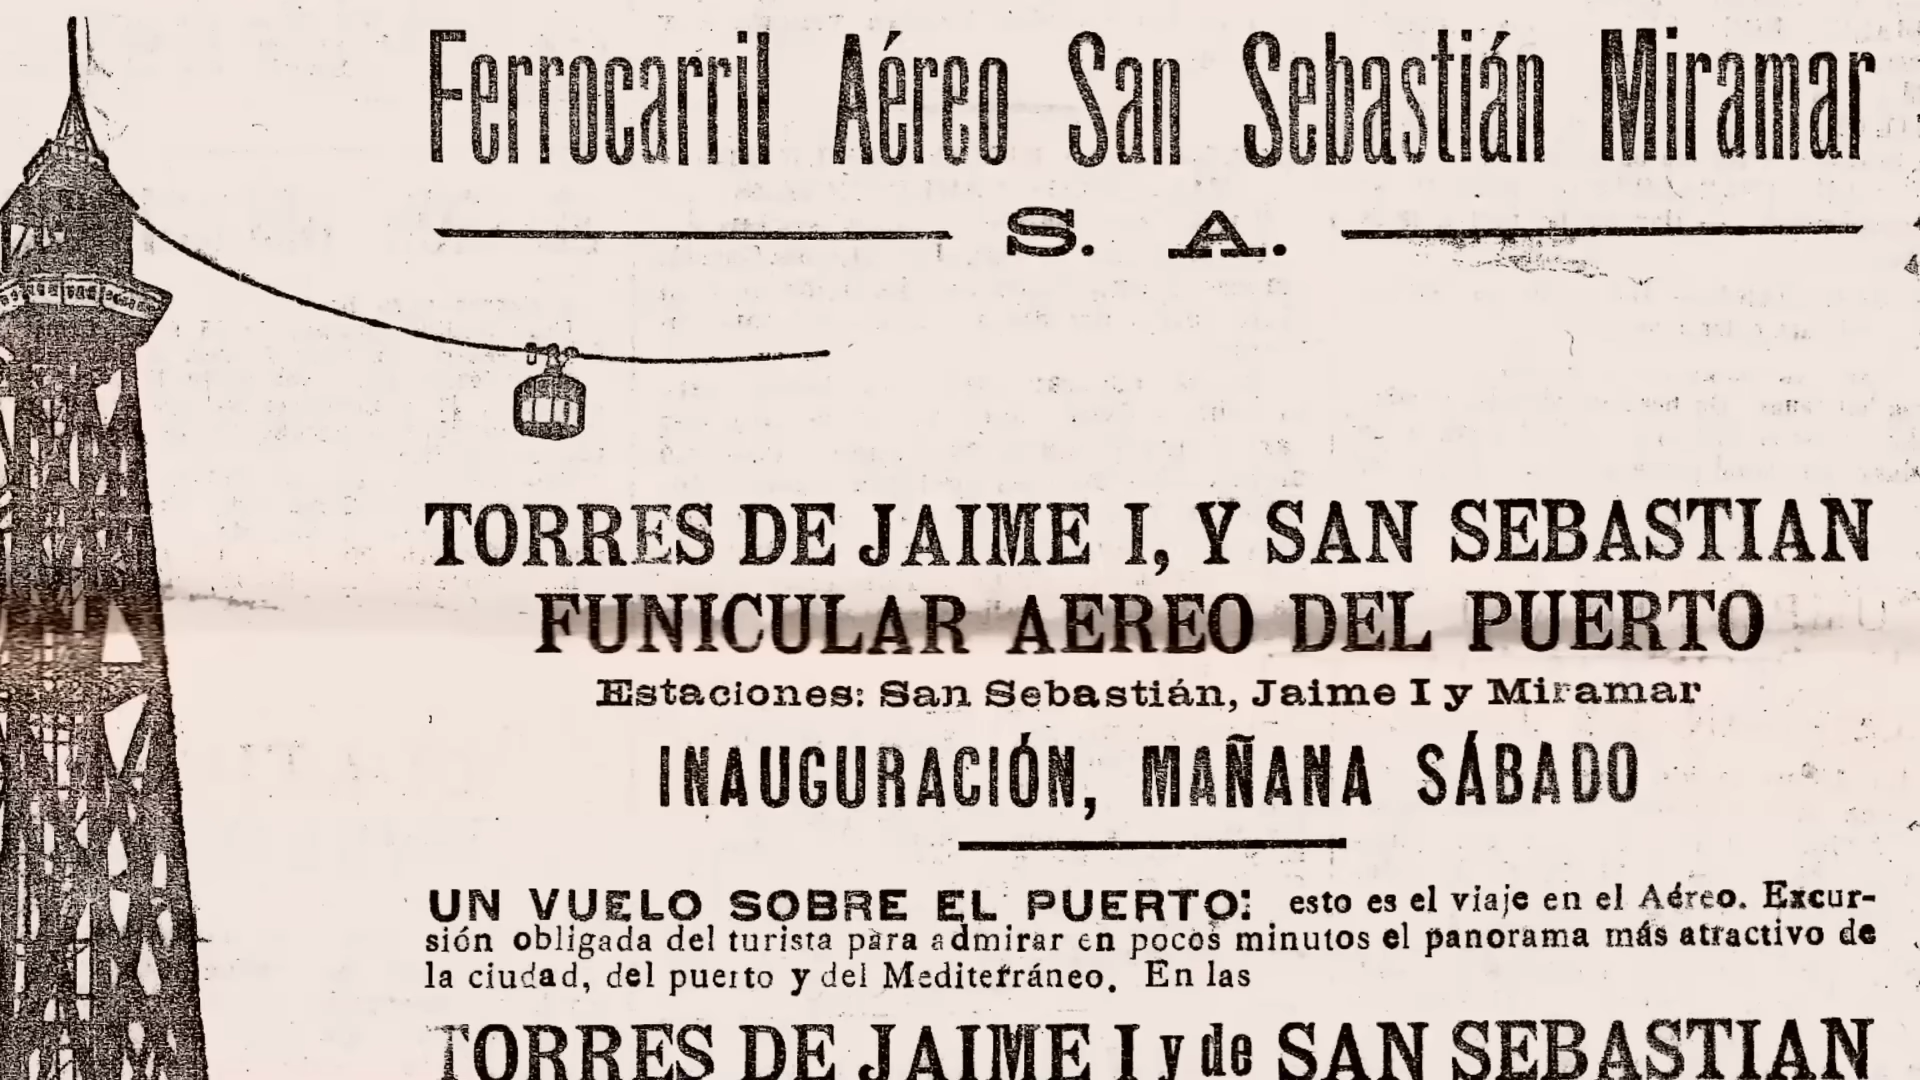 Ferrocarril Aéreo San Sebastián Miramar
S. A.
TORRES DE JAIME I, Y SAN SEBASTIAN
FUNICULAR AEREO DEL PUERTO
Estaciones: San Sebastián, Jaime I y Miramar
INAUGURACIÓN, MAÑANA SÁBADO
UN VUELO SOBRE EL PUERTO: esto es el viaje en el Aéreo. Excur-
sión obligada del turista para admirar en pocos minutos el panorama más atractivo de
la ciudad, del puerto y del Mediterráneo. En las
TORRES DE JAIME I y de SAN SEBASTIAN